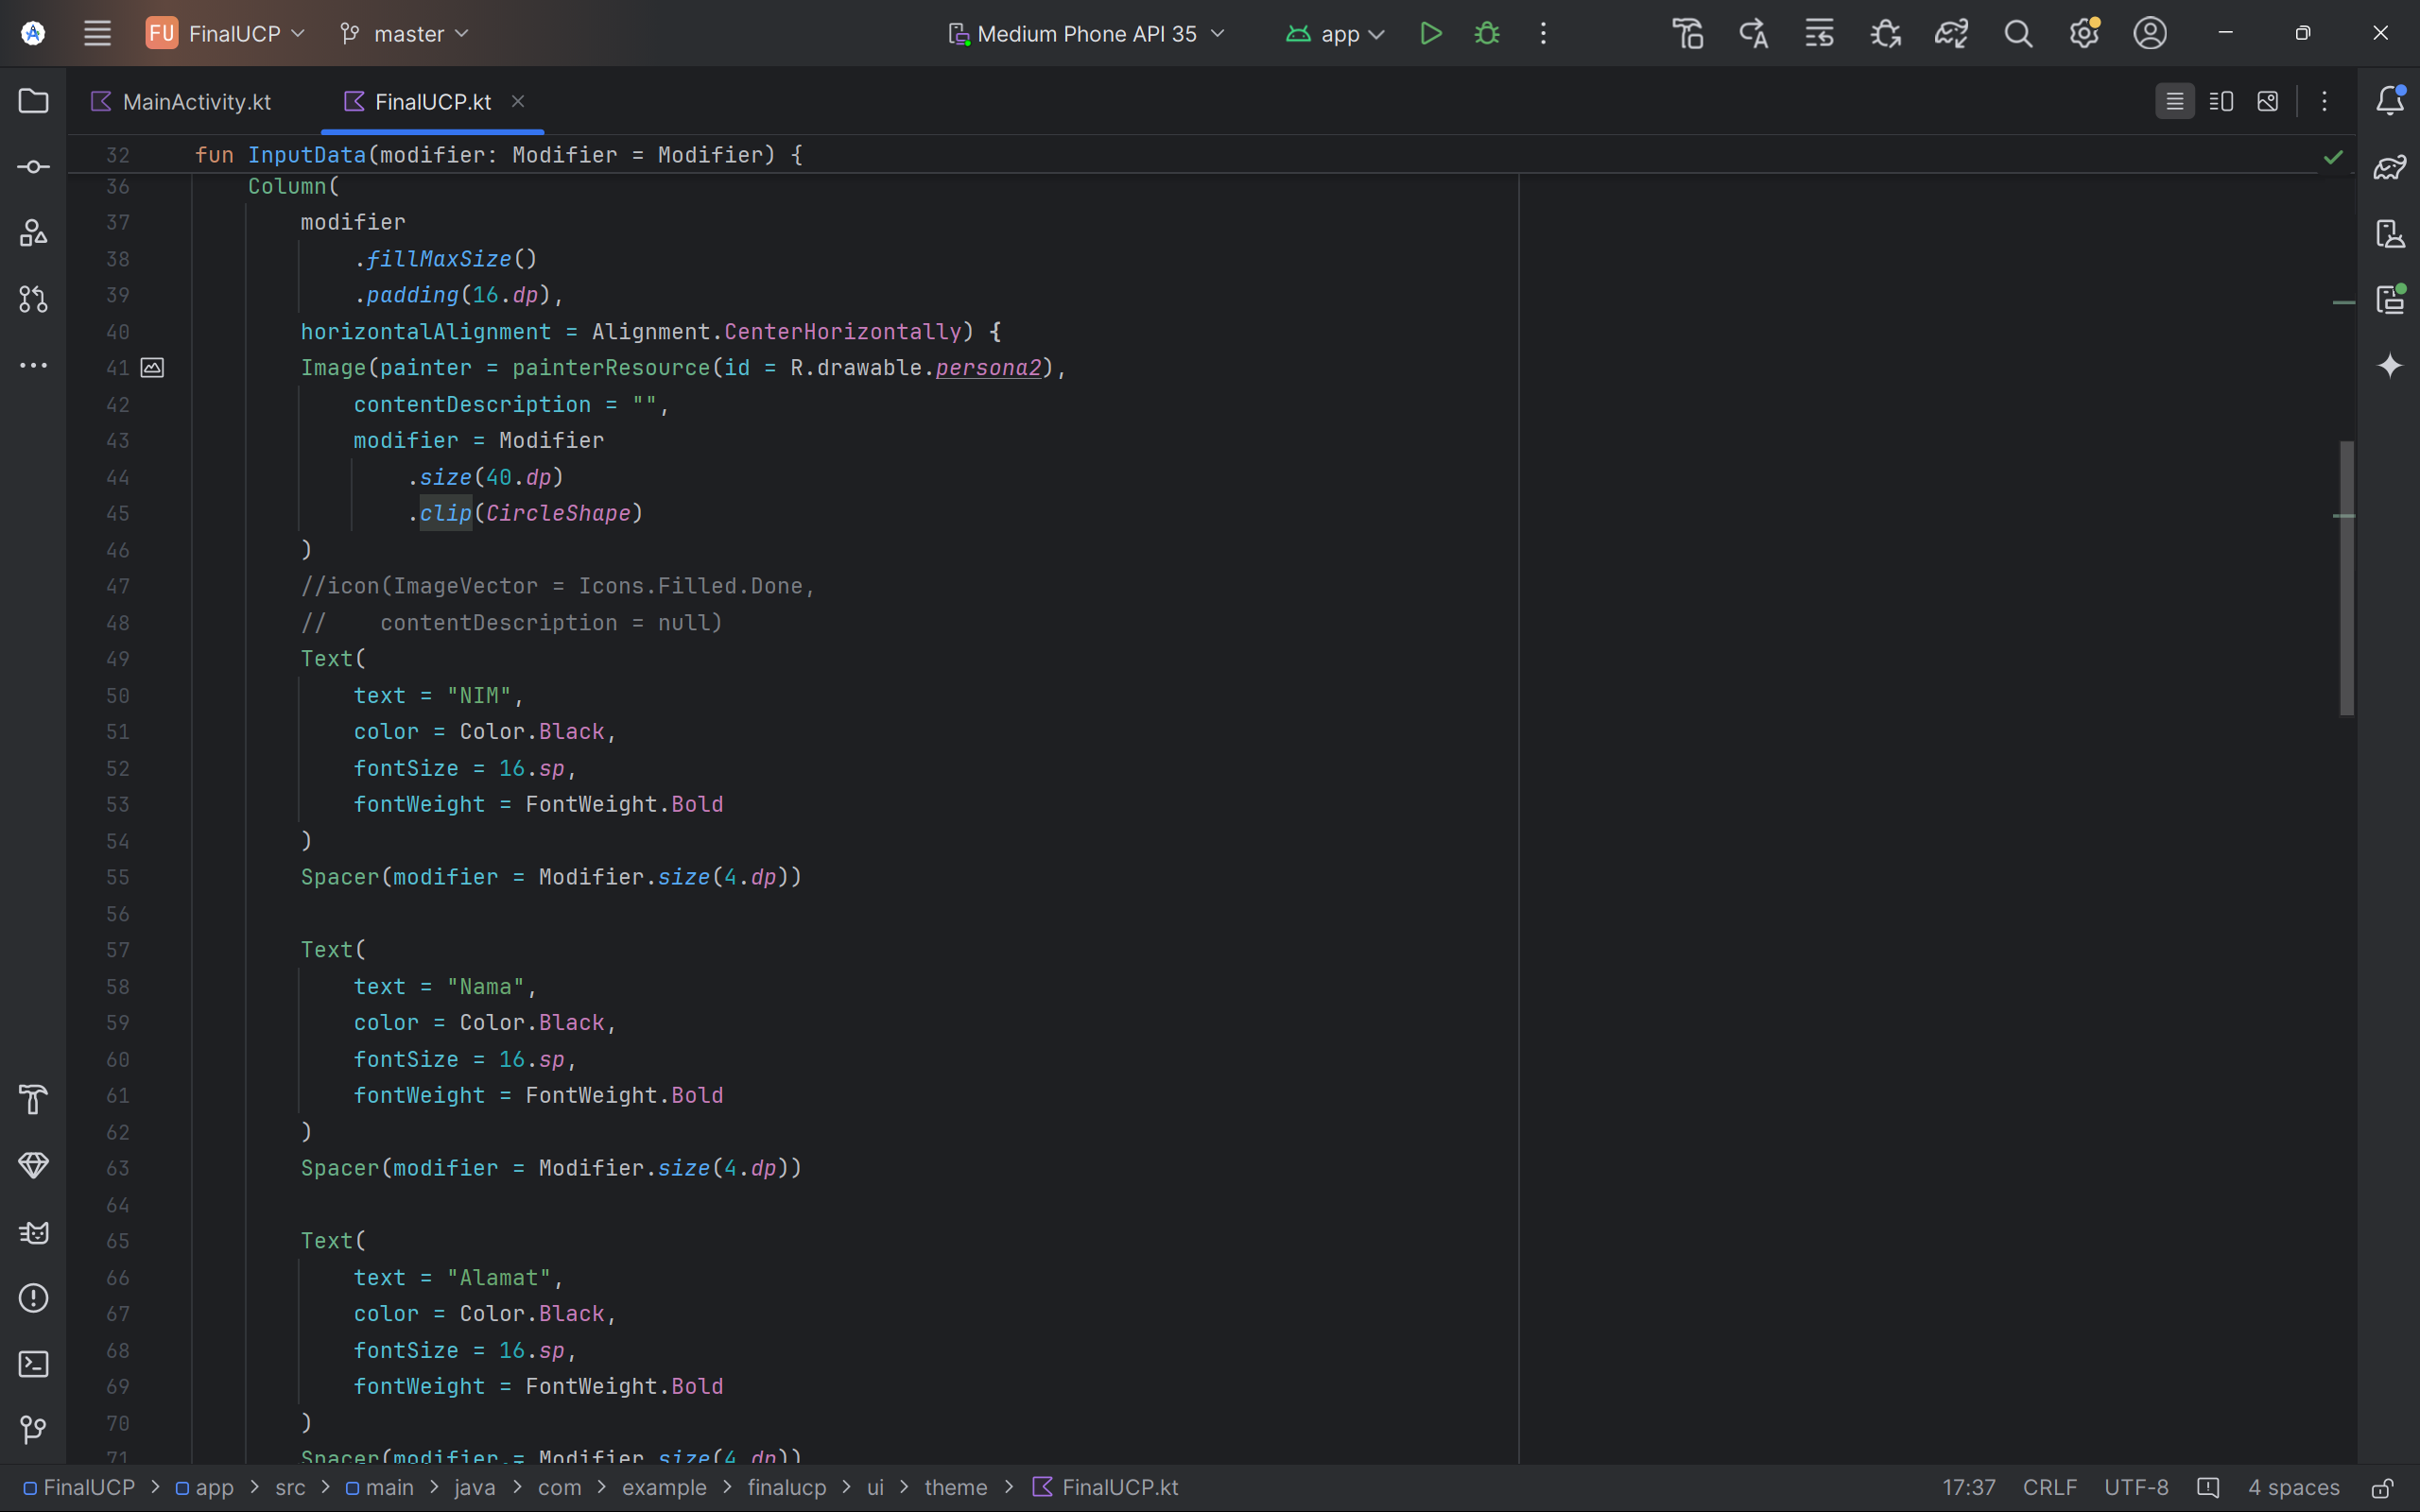 FU FinalUCP master Medium Phone API 35 app
MainActivity.kt FinalUCP.kt
32 fun InputData(modifier: Modifier = Modifier) {
36 Column(
37 modifier
38 .fillMaxSize()
39 .padding(16.dp),
40 horizontalAlignment = Alignment.CenterHorizontally) {
41 Image(painter = painterResource(id = R.drawable.persona2),
42 contentDescription = "",
43 modifier = Modifier
44 .size(40.dp)
45 .clip(CircleShape)
46 )
47 //icon(ImageVector = Icons.Filled.Done,
48 // contentDescription = null)
49 Text(
50 text = "NIM",
51 color = Color.Black,
52 fontSize = 16.sp,
53 fontWeight = FontWeight.Bold
54 )
55 Spacer(modifier = Modifier.size(4.dp))
56
57 Text(
58 text = "Nama",
59 color = Color.Black,
60 fontSize = 16.sp,
61 fontWeight = FontWeight.Bold
62 )
63 Spacer(modifier = Modifier.size(4.dp))
64
65 Text(
66 text = "Alamat",
67 color = Color.Black,
68 fontSize = 16.sp,
69 fontWeight = FontWeight.Bold
70 )
71 Spacer(modifier = Modifier.size(4.dp))
FinalUCP > app > src > main > java > com > example > finalucp > ui > theme > FinalUCP.kt 17:37 CRLF UTF-8 4 spaces